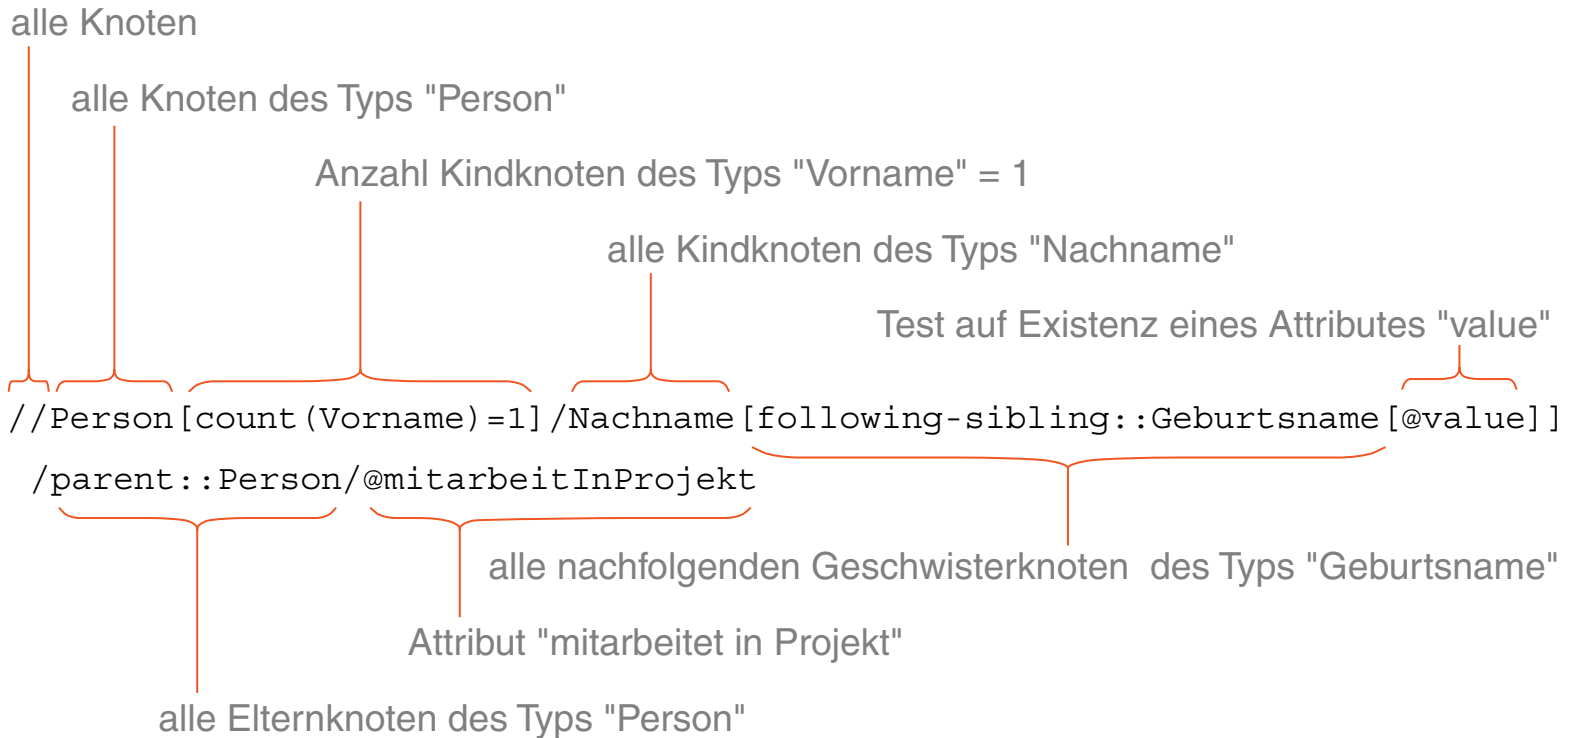 alle Knoten
alle Knoten des Typs "Person"
Anzahl Kindknoten des Typs "Vorname" = 1
alle Kindknoten des Typs "Nachname"
Test auf Existenz eines Attributes "value"
//Person[count(Vorname)=1]/Nachname[following-sibling::Geburtsname[@value]]
/parent::Person/@mitarbeitInProjekt
alle nachfolgenden Geschwisterknoten des Typs "Geburtsname"
Attribut "mitarbeitet in Projekt"
alle Elternknoten des Typs "Person"